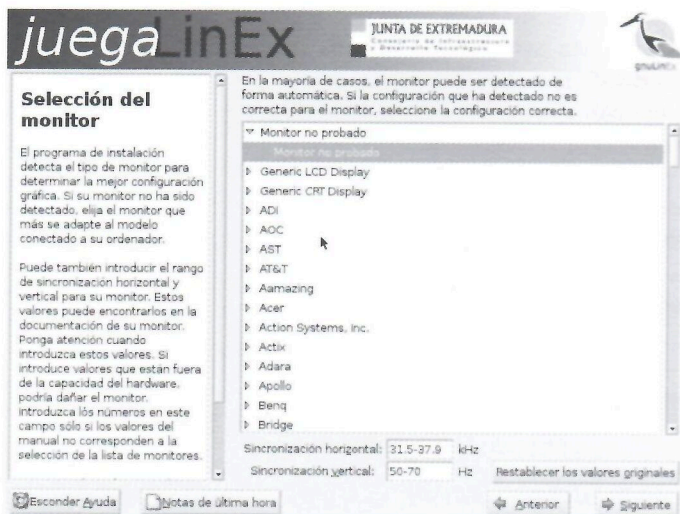 juegaLinEx
JUNTA DE EXTREMADURA
Consejería de Infraestructuras
y Desarrollo Tecnológico
gnuLinEx
Selección del
monitor
El programa de instalación
detecta el tipo de monitor para
determinar la mejor configuración
gráfica. Si su monitor no ha sido
detectado, elija el monitor que
más se adapte al modelo
conectado a su ordenador.
Puede también introducir el rango
de sincronización horizontal y
vertical para su monitor. Estos
valores puede encontrarlos en la
documentación de su monitor.
Ponga atención cuando
introduzca estos valores. Si
introduce valores que están fuera
de la capacidad del hardware,
podría dañar el monitor.
Introduzca los números en este
campo sólo si los valores del
manual no corresponden a la
selección de la lista de monitores.
En la mayoría de casos, el monitor puede ser detectado de
forma automática. Si la configuración que ha detectado no es
correcta para el monitor, seleccione la configuración correcta.
Monitor no probado
Monitor no probado
Generic LCD Display
Generic CRT Display
ADI
AOC
AST
AT&T
Aamazing
Acer
Action Systems, Inc.
Actix
Adara
Apollo
Benq
Bridge
Sincronización horizontal: 31.5-37.9 kHz
Sincronización vertical: 50-70 Hz
Restablecer los valores originales
Esconder Ayuda
Notas de última hora
Anterior
Siguiente